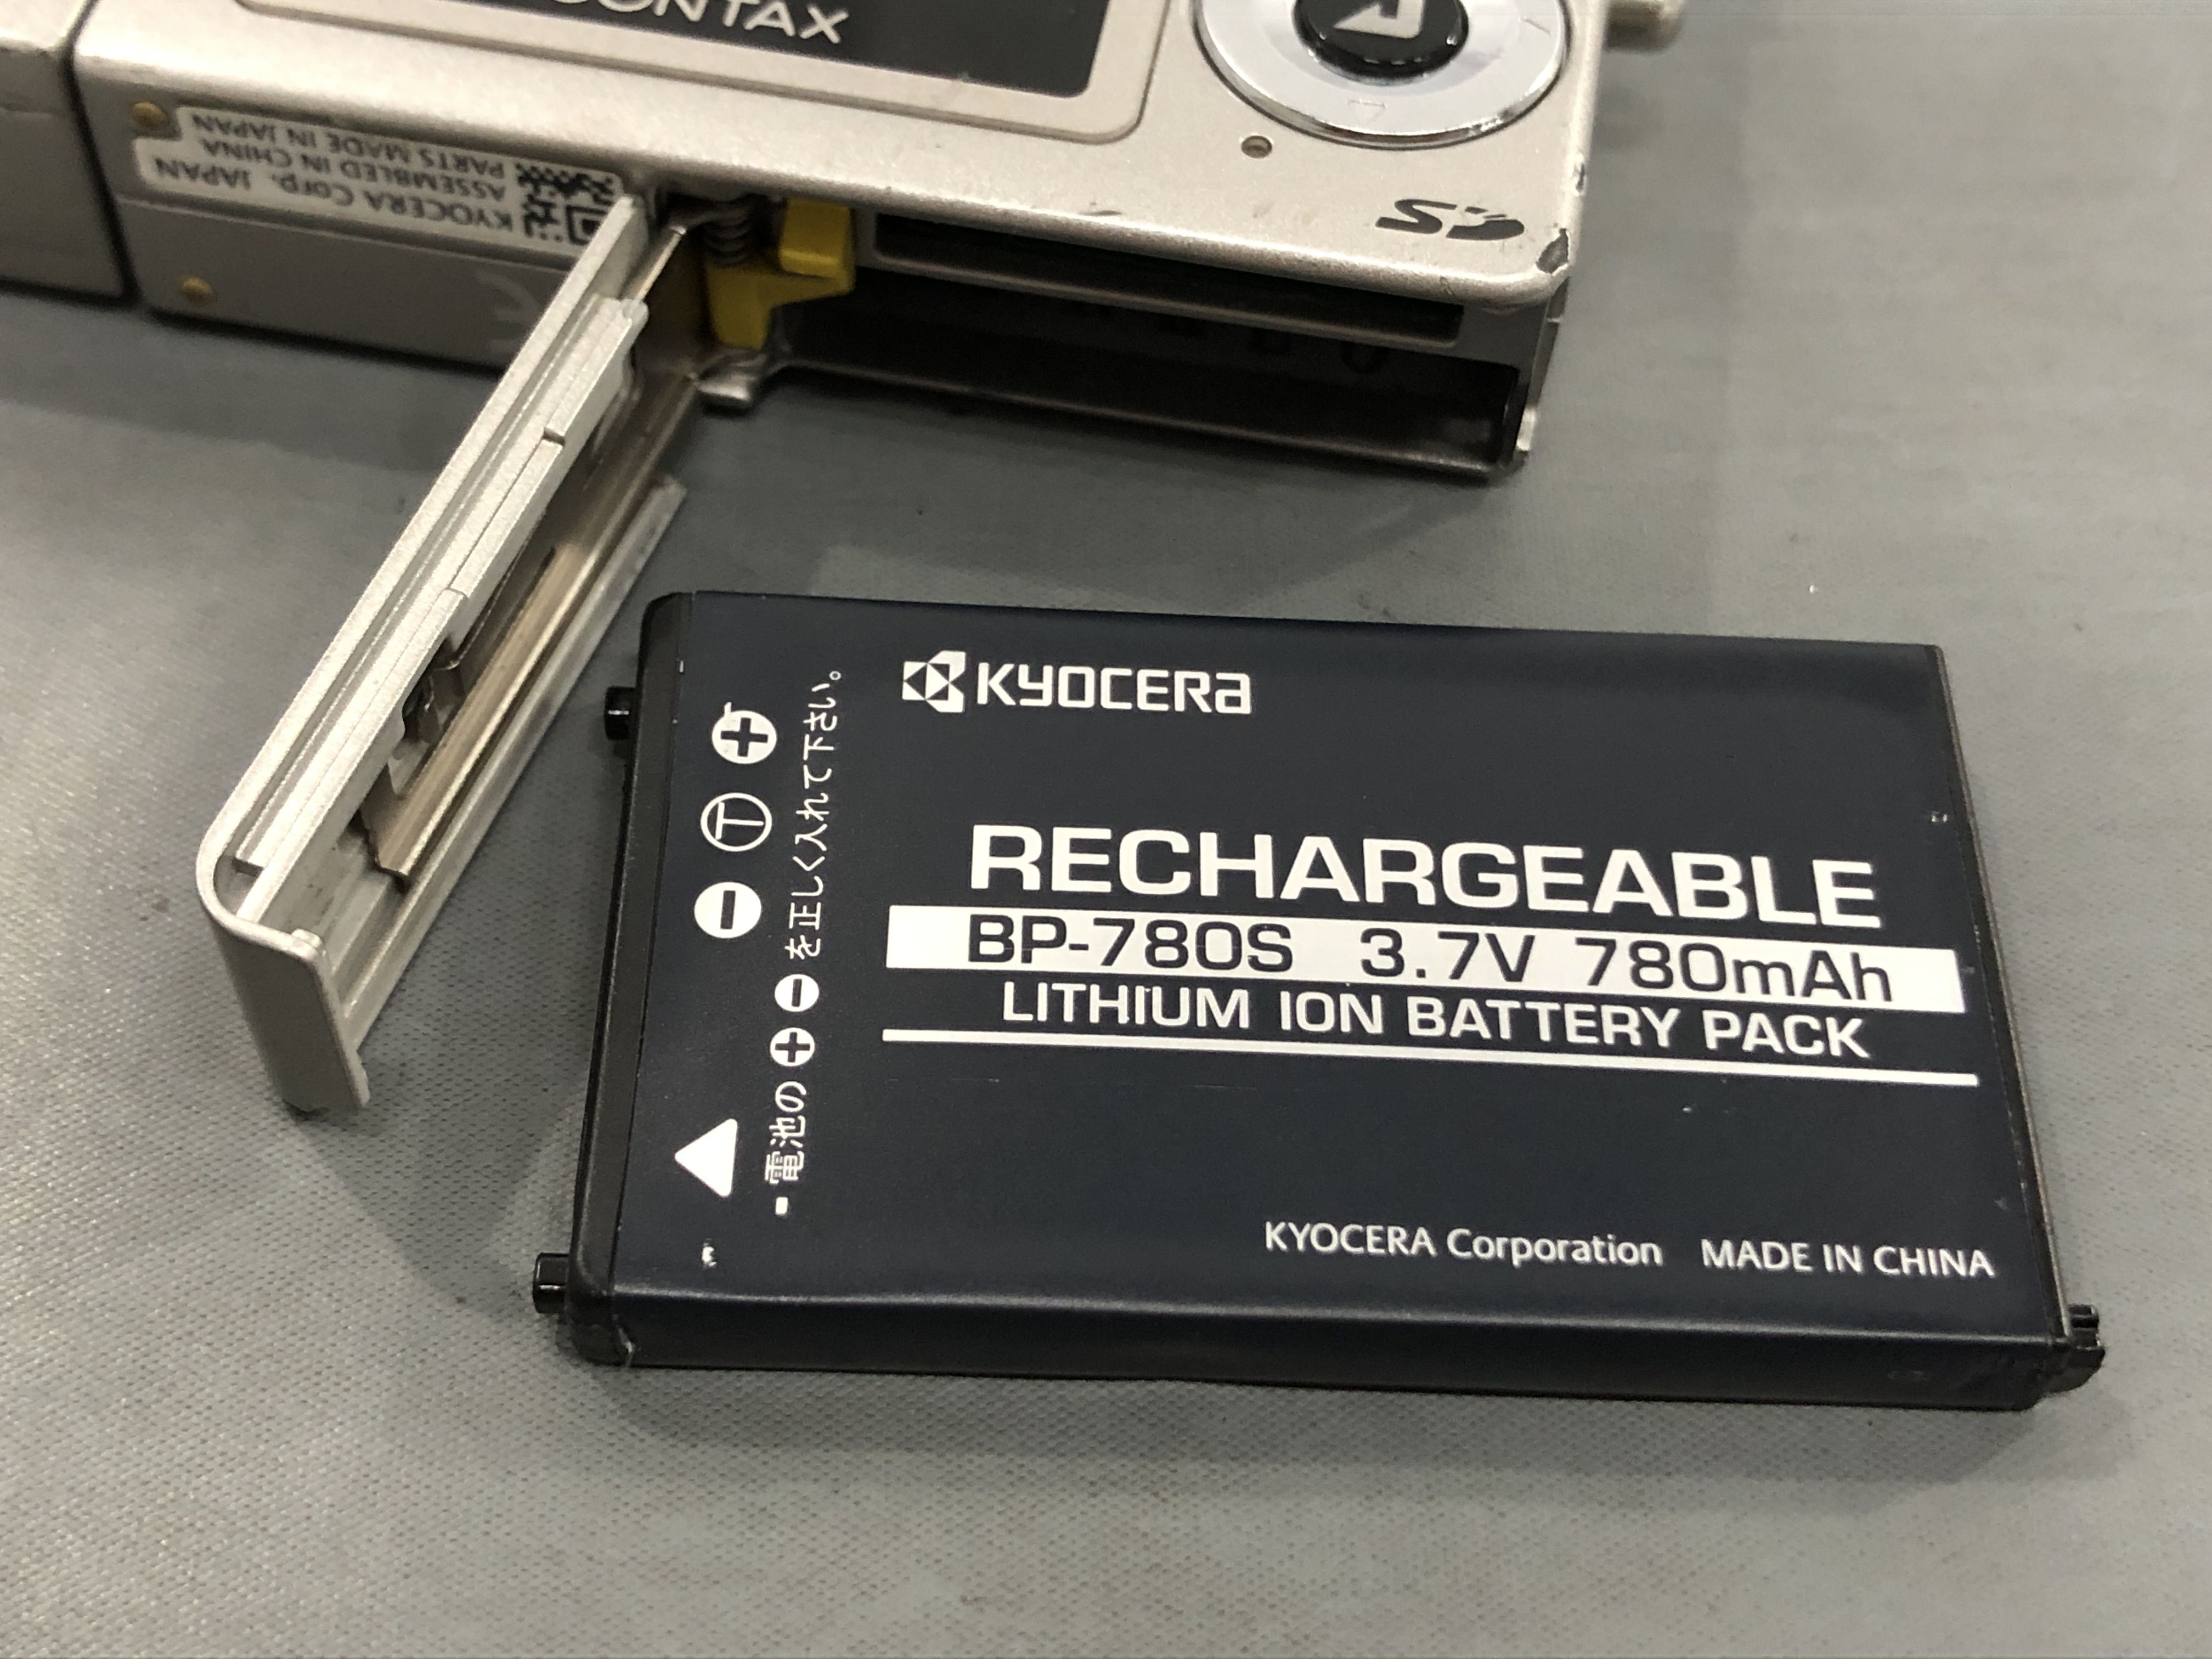 CONTAX
KYOCERA Corp. JAPAN
ASSEMBLED IN CHINA
PARTS MADE IN JAPAN
SD
KYOCERA
RECHARGEABLE
BP-780S 3.7V 780mAh
LITHIUM ION BATTERY PACK
KYOCERA Corporation MADE IN CHINA
⊖ Ⓣ ⊕
電池の⊕⊖を正しく入れて下さい。